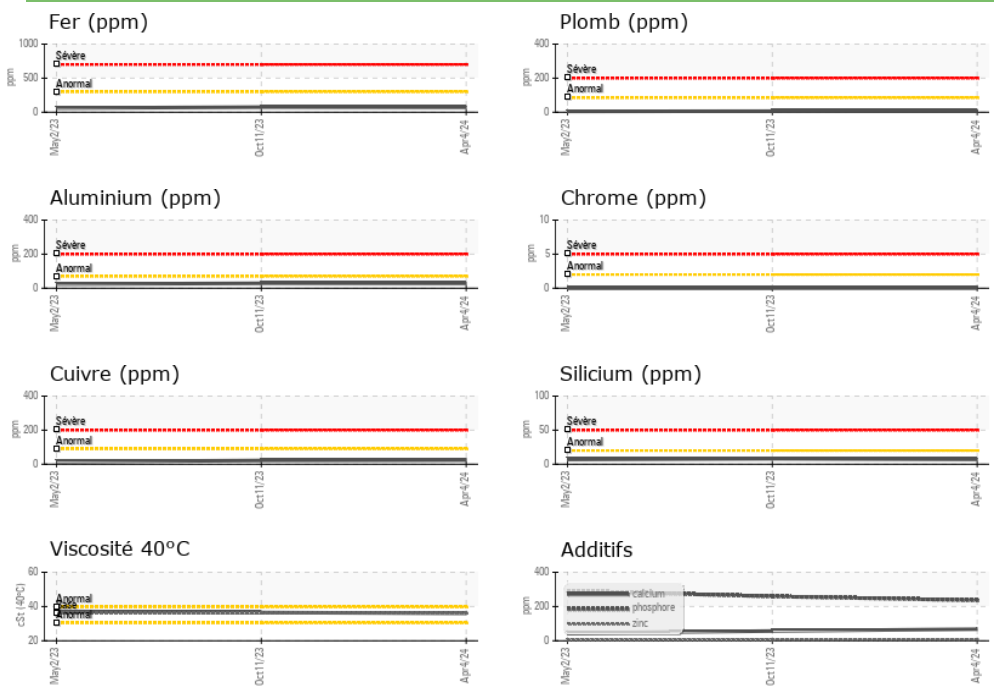 Fer (ppm)
1000
500
0
ppm
Sévère
Anormal
May2/23
Oct11/23
Apr4/24
Plomb (ppm)
400
200
0
ppm
Sévère
Anormal
May2/23
Oct11/23
Apr4/24
Aluminium (ppm)
400
200
0
ppm
Sévère
Anormal
May2/23
Oct11/23
Apr4/24
Chrome (ppm)
10
5
0
ppm
Sévère
Anormal
May2/23
Oct11/23
Apr4/24
Cuivre (ppm)
400
200
0
ppm
Sévère
Anormal
May2/23
Oct11/23
Apr4/24
Silicium (ppm)
100
50
0
ppm
Sévère
Anormal
May2/23
Oct11/23
Apr4/24
Viscosité 40°C
60
40
20
cSt (40°C)
Anormal
Base
Anormal
May2/23
Oct11/23
Apr4/24
Additifs
400
200
0
ppm
calcium
phosphore
zinc
May2/23
Oct11/23
Apr4/24